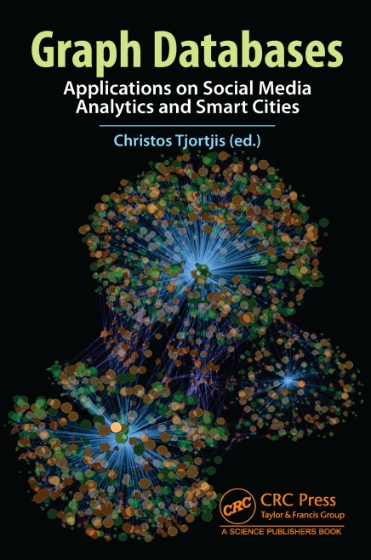 Graph Databases
Applications on Social Media
Analytics and Smart Cities
Christos Tjortjis (ed.)
CRC
CRC Press
Taylor & Francis Group
A SCIENCE PUBLISHERS BOOK